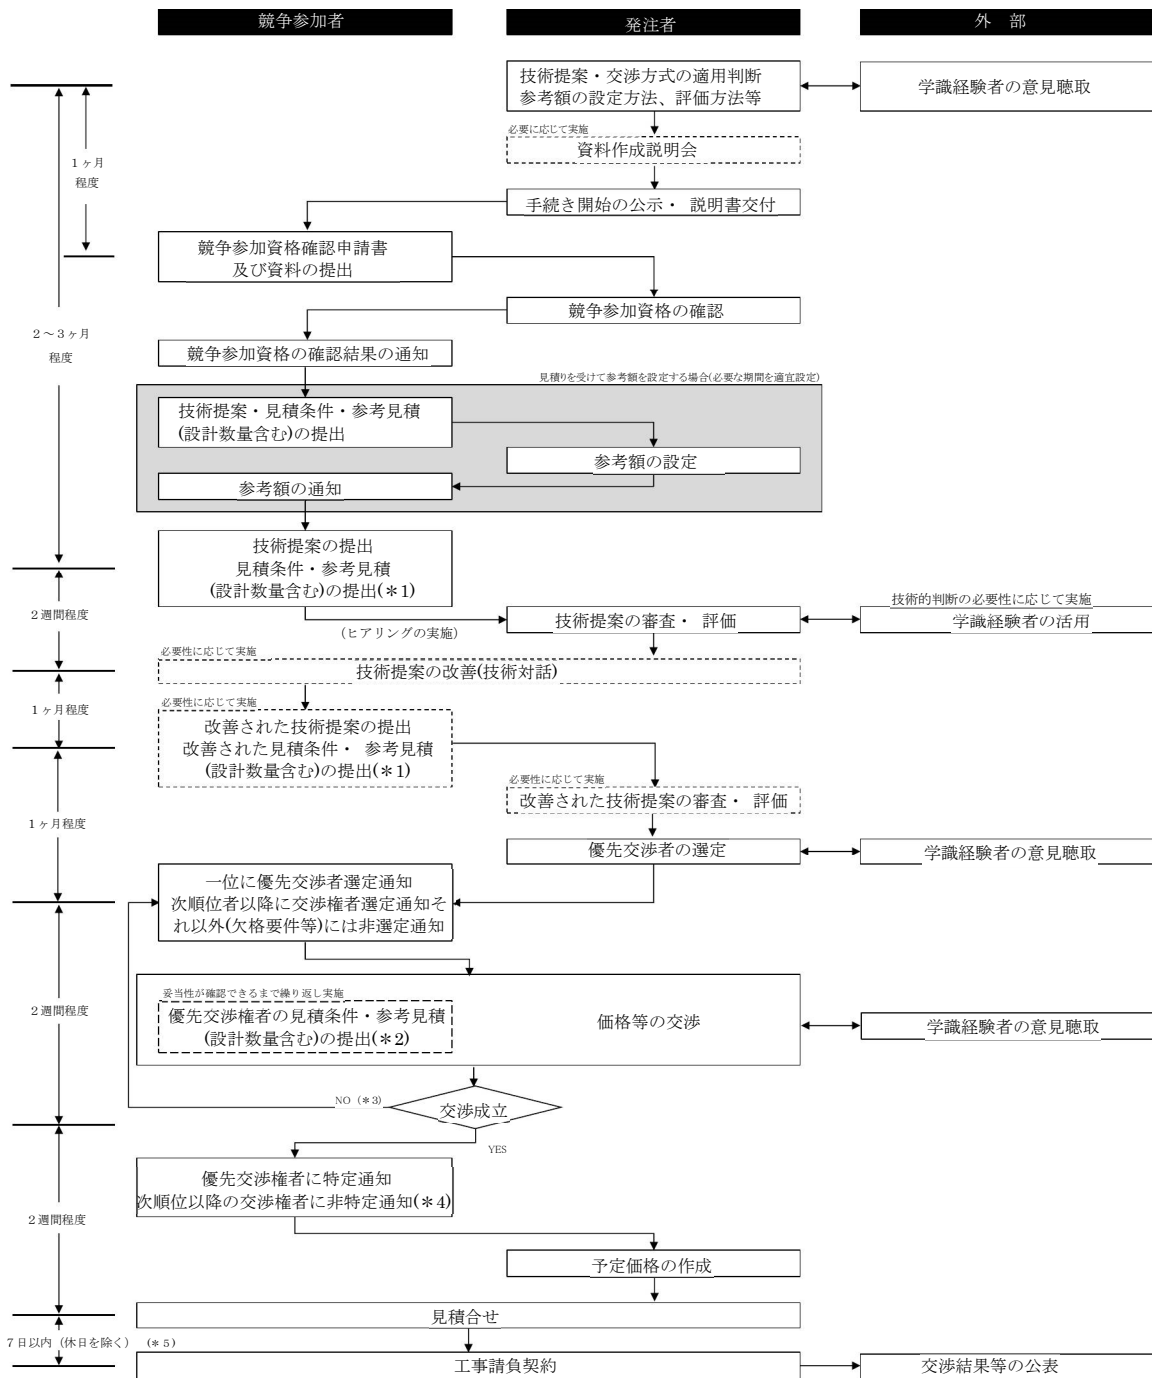 競争参加者
発注者
外 部
技術提案・交渉方式の適用判断
参考額の設定方法、評価方法等
学識経験者の意見聴取
必要に応じて実施
資料作成説明会
1ヶ月
程度
手続き開始の公示・ 説明書交付
競争参加資格確認申請書
及び資料の提出
競争参加資格の確認
2～3ヶ月
程度
競争参加資格の確認結果の通知
見積りを受けて参考額を設定する場合(必要な期間を適宜設定)
技術提案・見積条件・参考見積
(設計数量含む)の提出
参考額の設定
参考額の通知
技術提案の提出
見積条件・参考見積
(設計数量含む)の提出(＊1)
2週間程度
(ヒアリングの実施)
技術提案の審査・ 評価
技術的判断の必要性に応じて実施
学識経験者の活用
必要性に応じて実施
技術提案の改善(技術対話)
1ヶ月程度
必要性に応じて実施
改善された技術提案の提出
改善された見積条件・ 参考見積
(設計数量含む)の提出(＊1)
必要性に応じて実施
改善された技術提案の審査・ 評価
1ヶ月程度
優先交渉者の選定
学識経験者の意見聴取
一位に優先交渉者選定通知
次順位者以降に交渉権者選定通知そ
れ以外(欠格要件等)には非選定通知
2週間程度
妥当性が確認できるまで繰り返し実施
優先交渉権者の見積条件・参考見積
(設計数量含む)の提出(＊2)
価格等の交渉
学識経験者の意見聴取
NO（＊3）
交渉成立
YES
優先交渉権者に特定通知
次順位以降の交渉権者に非特定通知(＊4)
2週間程度
予定価格の作成
見積合せ
7日以内（休日を除く） （＊5）
工事請負契約
交渉結果等の公表